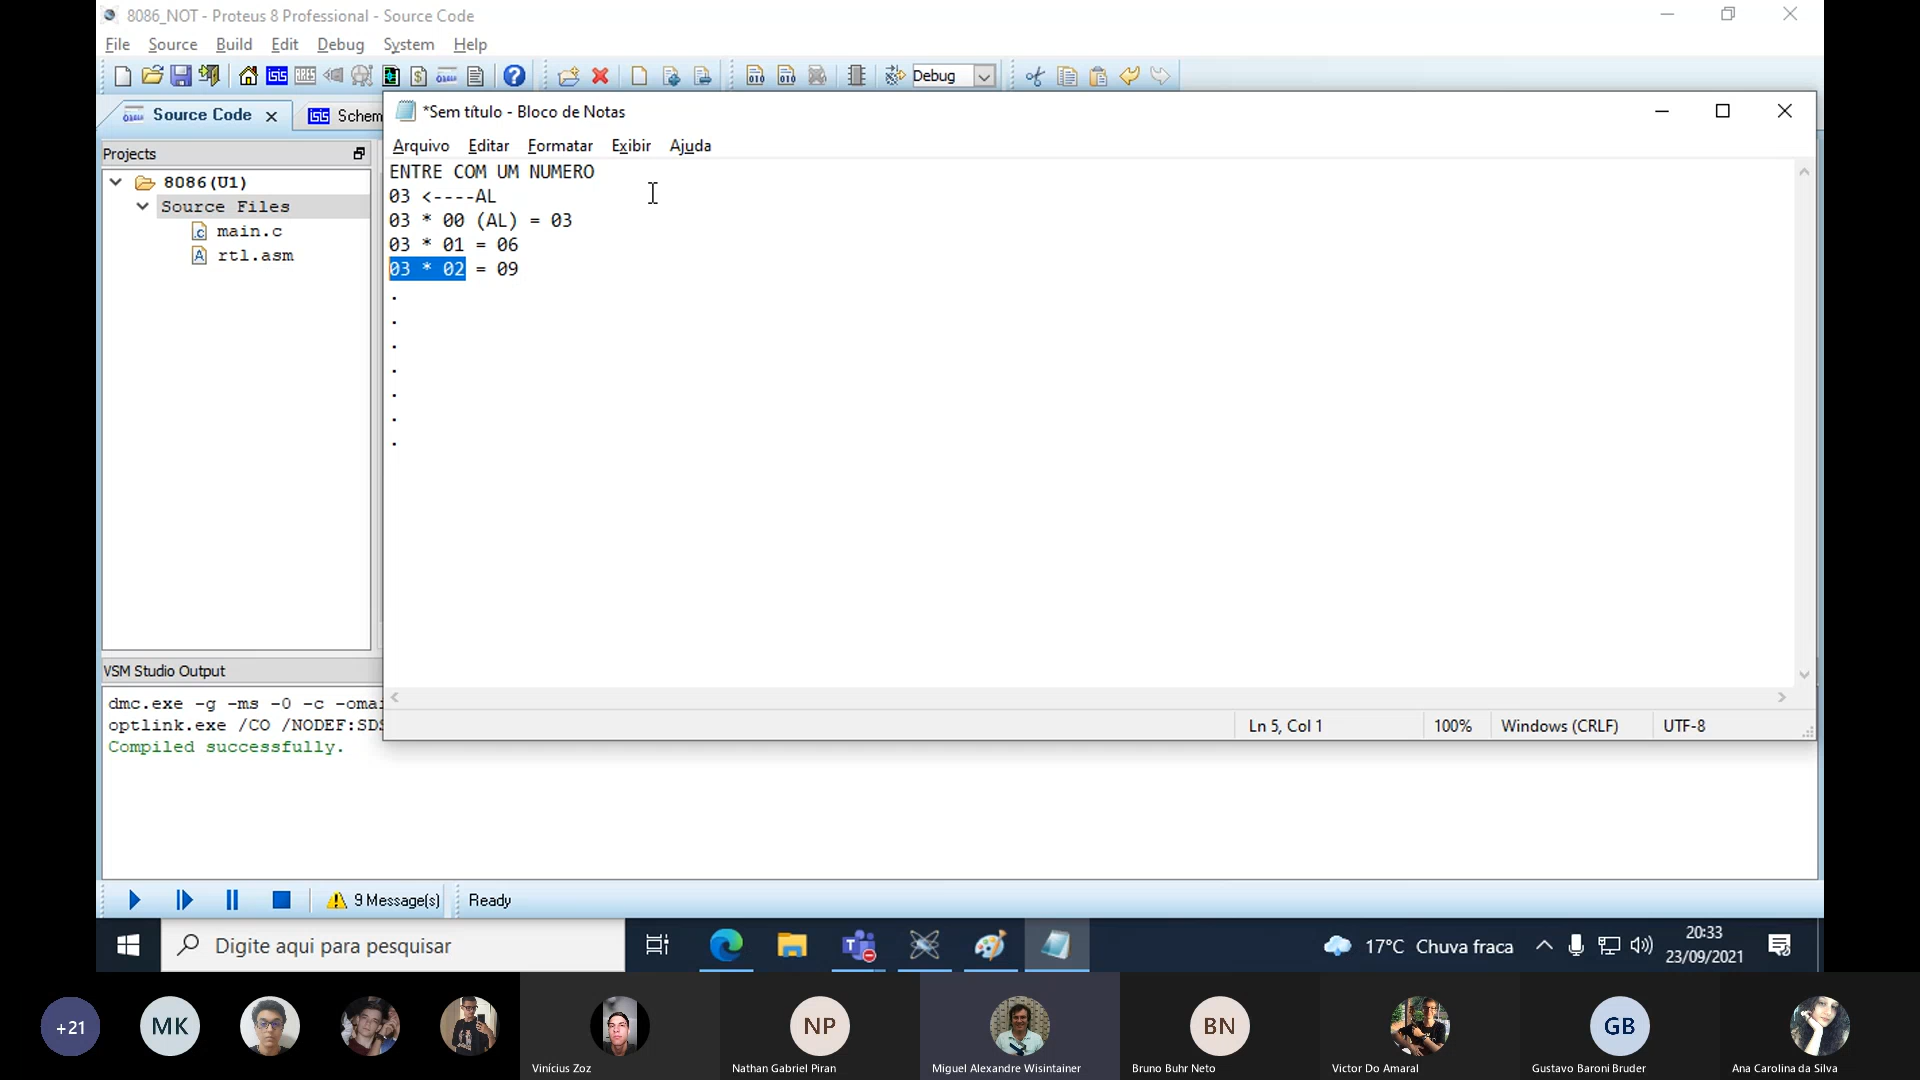 8086_NOT - Proteus 8 Professional - Source Code
File Source Build Edit Debug System Help
Debug
Source Code
Schem
*Sem título - Bloco de Notas
Arquivo Editar Formatar Exibir Ajuda
Projects
8086(U1)
Source Files
main.c
rtl.asm
ENTRE COM UM NUMERO
03 <----AL
03 * 00 (AL) = 03
03 * 01 = 06
03 * 02 = 09
.
.
.
.
.
.
.
VSM Studio Output
dmc.exe -g -ms -0 -c -omai
optlink.exe /CO /NODEF:SDS
Compiled successfully.
Ln 5, Col 1
100%
Windows (CRLF)
UTF-8
9 Message(s)
Ready
Digite aqui para pesquisar
17°C Chuva fraca
20:33
23/09/2021
+21
MK
NP
BN
GB
Vinícius Zoz
Nathan Gabriel Piran
Miguel Alexandre Wisintainer
Bruno Buhr Neto
Victor Do Amaral
Gustavo Baroni Bruder
Ana Carolina da Silva